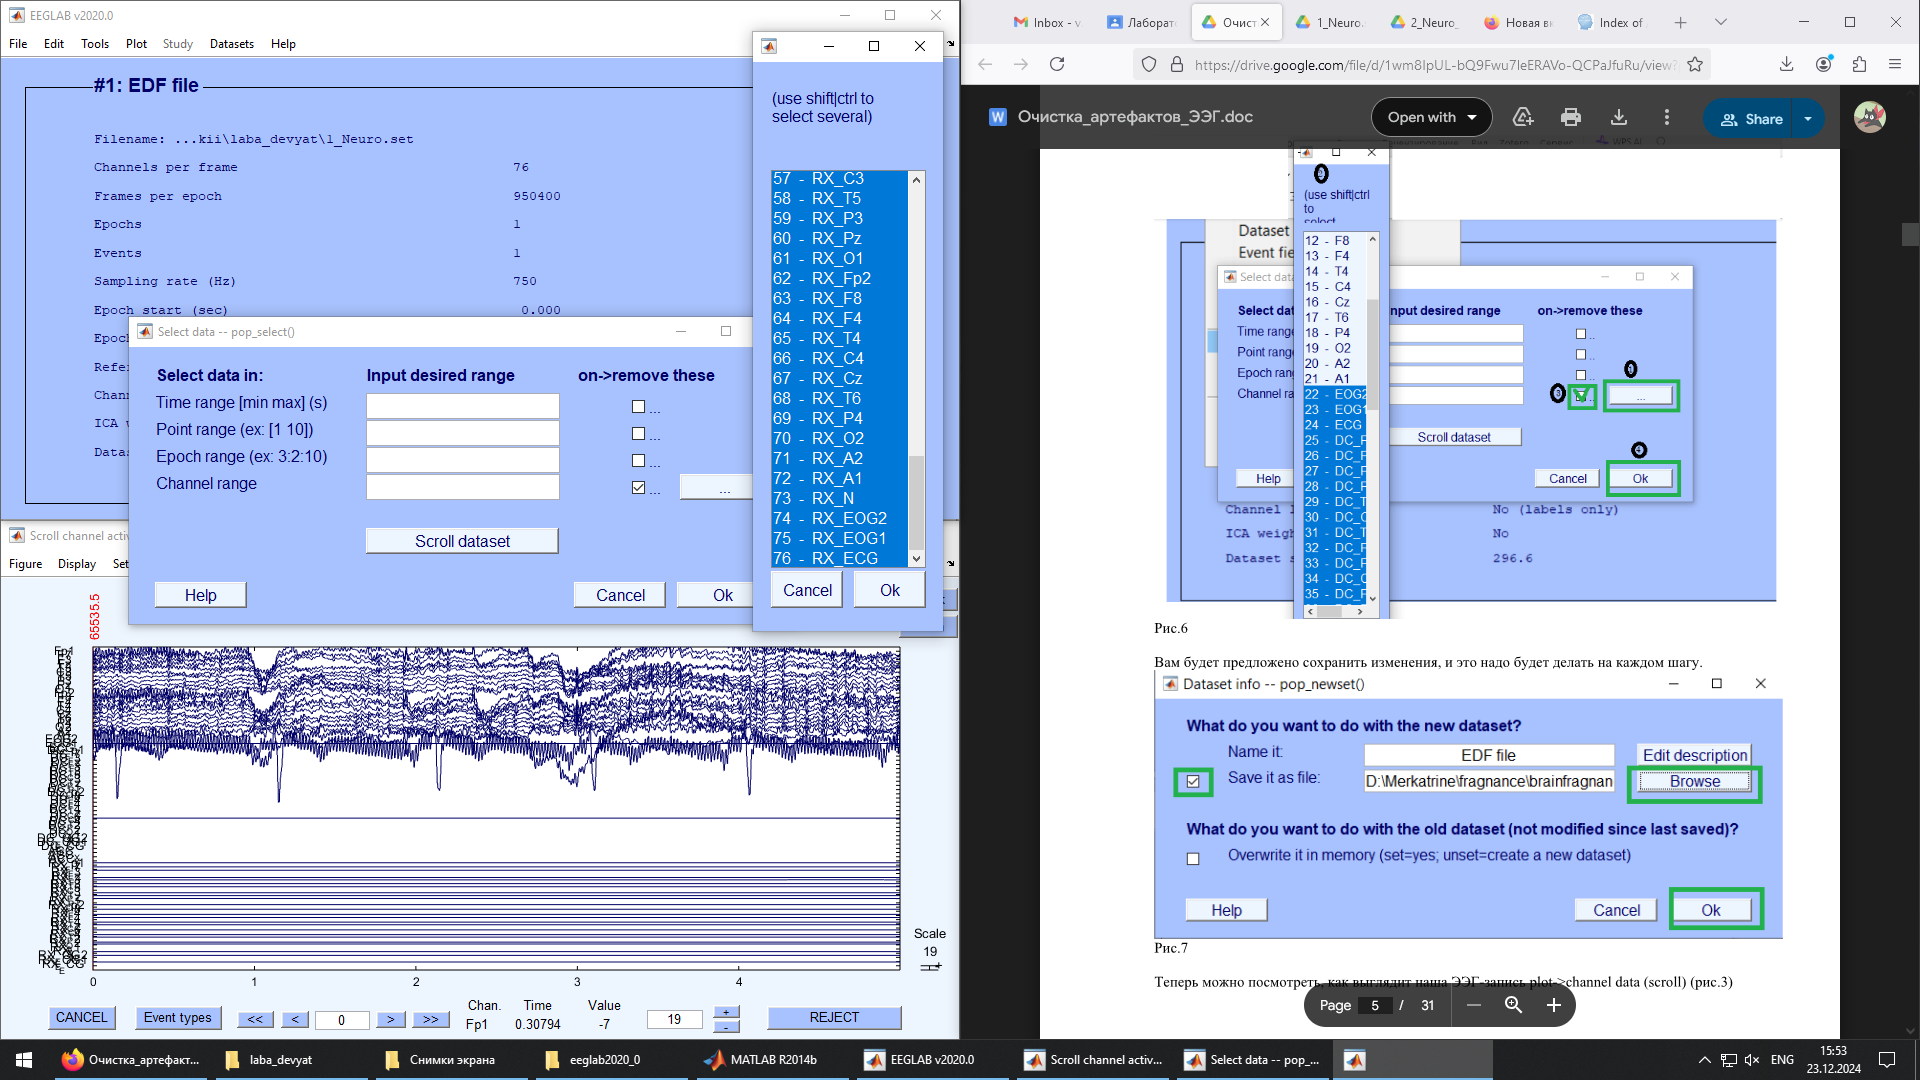 EEGLAB v2020.0
File Edit Tools Plot Study Datasets Help
#1: EDF file
Filename: ...kii\laba_devyat\1_Neuro.set
Channels per frame 76
Frames per epoch 950400
Epochs 1
Events 1
Sampling rate (Hz) 750
Epoch start (sec) 0.000
Select data -- pop_select()
Select data in: Input desired range on->remove these
Time range [min max] (s) ...
Point range (ex: [1 10]) ...
Epoch range (ex: 3:2:10) ...
Channel range ... ...
Scroll dataset
Help Cancel Ok
(use shift|ctrl to
select several)
57 - RX_C3
58 - RX_T5
59 - RX_P3
60 - RX_Pz
61 - RX_O1
62 - RX_Fp2
63 - RX_F8
64 - RX_F4
65 - RX_T4
66 - RX_C4
67 - RX_Cz
68 - RX_T6
69 - RX_P4
70 - RX_O2
71 - RX_A2
72 - RX_A1
73 - RX_N
74 - RX_EOG2
75 - RX_EOG1
76 - RX_ECG
Cancel Ok
Scroll channel activ
Figure Display Set
65535.5
Fp1
0 1 2 3 4
Scale
19
CANCEL Event types << < 0 > >>
Chan. Time Value
Fp1 0.30794 -7
19 + - REJECT
Inbox - v Лаборат Очист 1_Neuro. 2_Neuro_ Новая вк Index of
https://drive.google.com/file/d/1wm8IpUL-bQ9Fwu7leERAVo-QCPaJfuRu/view?
W Очистка_артефактов_ЭЭГ.doc Open with Share
(use shift|ctrl
to
select
12 - F8
13 - F4
14 - T4
15 - C4
16 - Cz
17 - T6
18 - P4
19 - O2
20 - A2
21 - A1
22 - EOG2
23 - EOG1
24 - ECG
25 - DC_F
26 - DC_F
27 - DC_F
28 - DC_F
29 - DC_T
30 - DC_C
31 - DC_T
32 - DC_F
33 - DC_F
34 - DC_C
35 - DC_F
Dataset
Event fie
Select data
Select dat nput desired range on->remove these
Time range
Point range
Epoch range
Channel ra ...
Scroll dataset
Help Cancel Ok
Channel l No (labels only)
ICA weigh No
Dataset s 296.6
Рис.6
Вам будет предложено сохранить изменения, и это надо будет делать на каждом шагу.
Dataset info -- pop_newset()
What do you want to do with the new dataset?
Name it: EDF file Edit description
Save it as file: D:\Merkatrine\fragnance\brainfragnan Browse
What do you want to do with the old dataset (not modified since last saved)?
Overwrite it in memory (set=yes; unset=create a new dataset)
Help Cancel Ok
Рис.7
Теперь можно посмотреть, как выглядит наша ЭЭГ-запись plot->channel data (scroll) (рис.3)
Page 5 / 31
Очистка_артефакт... laba_devyat Снимки экрана eeglab2020_0 MATLAB R2014b EEGLAB v2020.0 Scroll channel activ... Select data -- pop_... ENG 15:53
23.12.2024